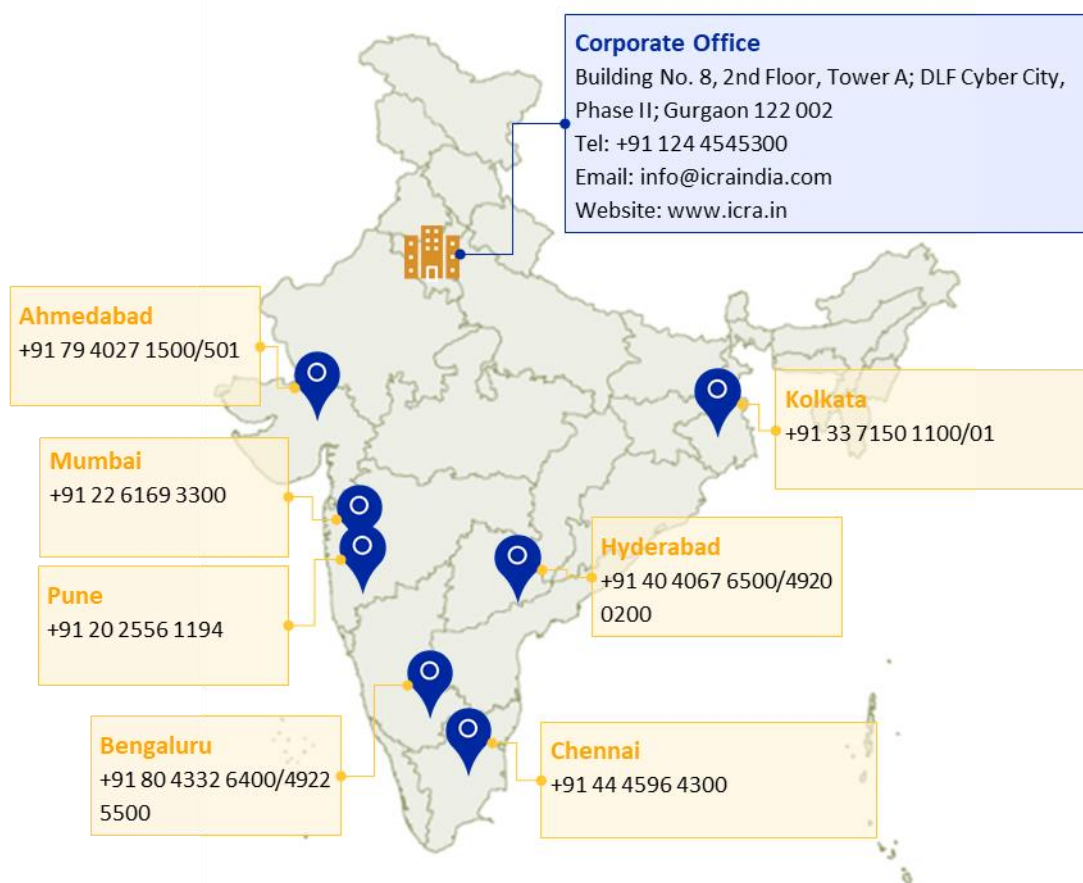 Corporate Office
Building No. 8, 2nd Floor, Tower A; DLF Cyber City,
Phase II; Gurgaon 122 002
Tel: +91 124 4545300
Email: info@icraindia.com
Website: www.icra.in
Ahmedabad
+91 79 4027 1500/501
Kolkata
+91 33 7150 1100/01
Mumbai
+91 22 6169 3300
Hyderabad
+91 40 4067 6500/4920
0200
Pune
+91 20 2556 1194
Bengaluru
+91 80 4332 6400/4922
5500
Chennai
+91 44 4596 4300